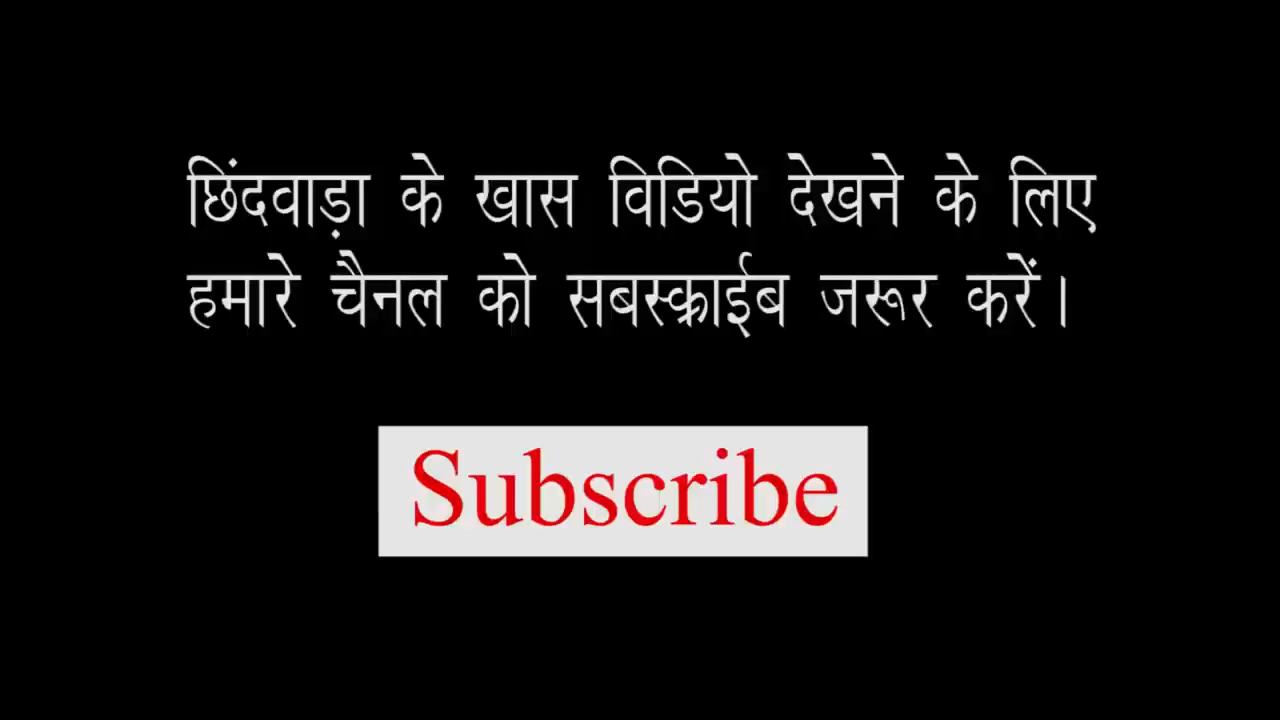 छिंदवाड़ा के खास विडियो देखने के लिए
हमारे चैनल को सबस्क्राईब जरूर करें।
Subscribe